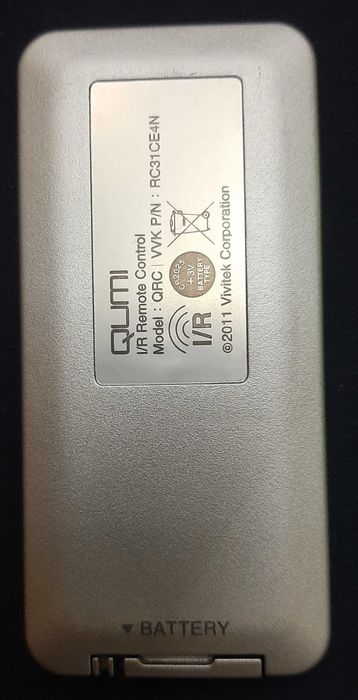 QUMI
I/R Remote Control
Model : QRC | VVK P/N : RC31CE4N
I/R
CR2025
+3V
BATTERY
TYPE
©2011 Vivitek Corporation
▼ BATTERY